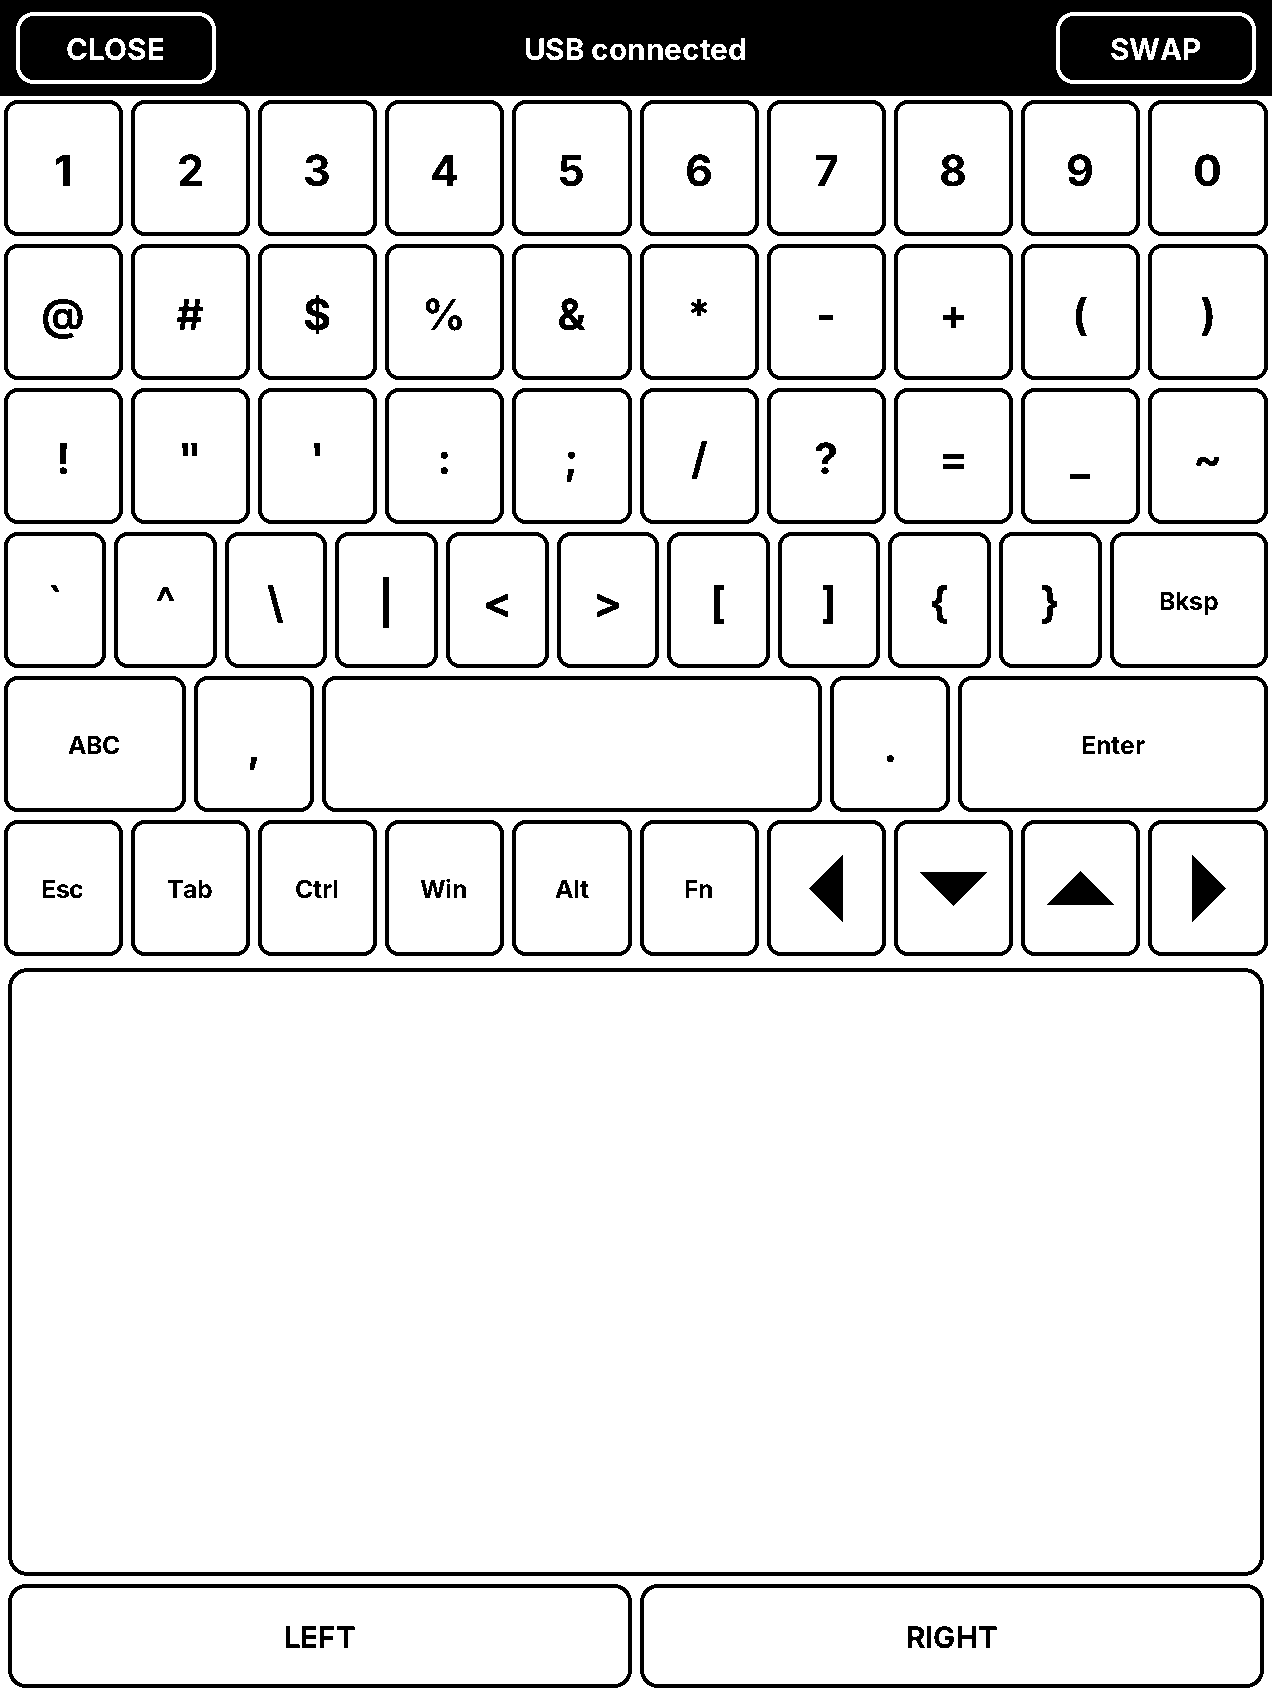 CLOSE USB connected SWAP
1 2 3 4 5 6 7 8 9 0
@ # $ % & * - + ( )
! " ' : ; / ? = _ ~
` ^ \ | < > [ ] { } Bksp
ABC , . Enter
Esc Tab Ctrl Win Alt Fn
LEFT RIGHT